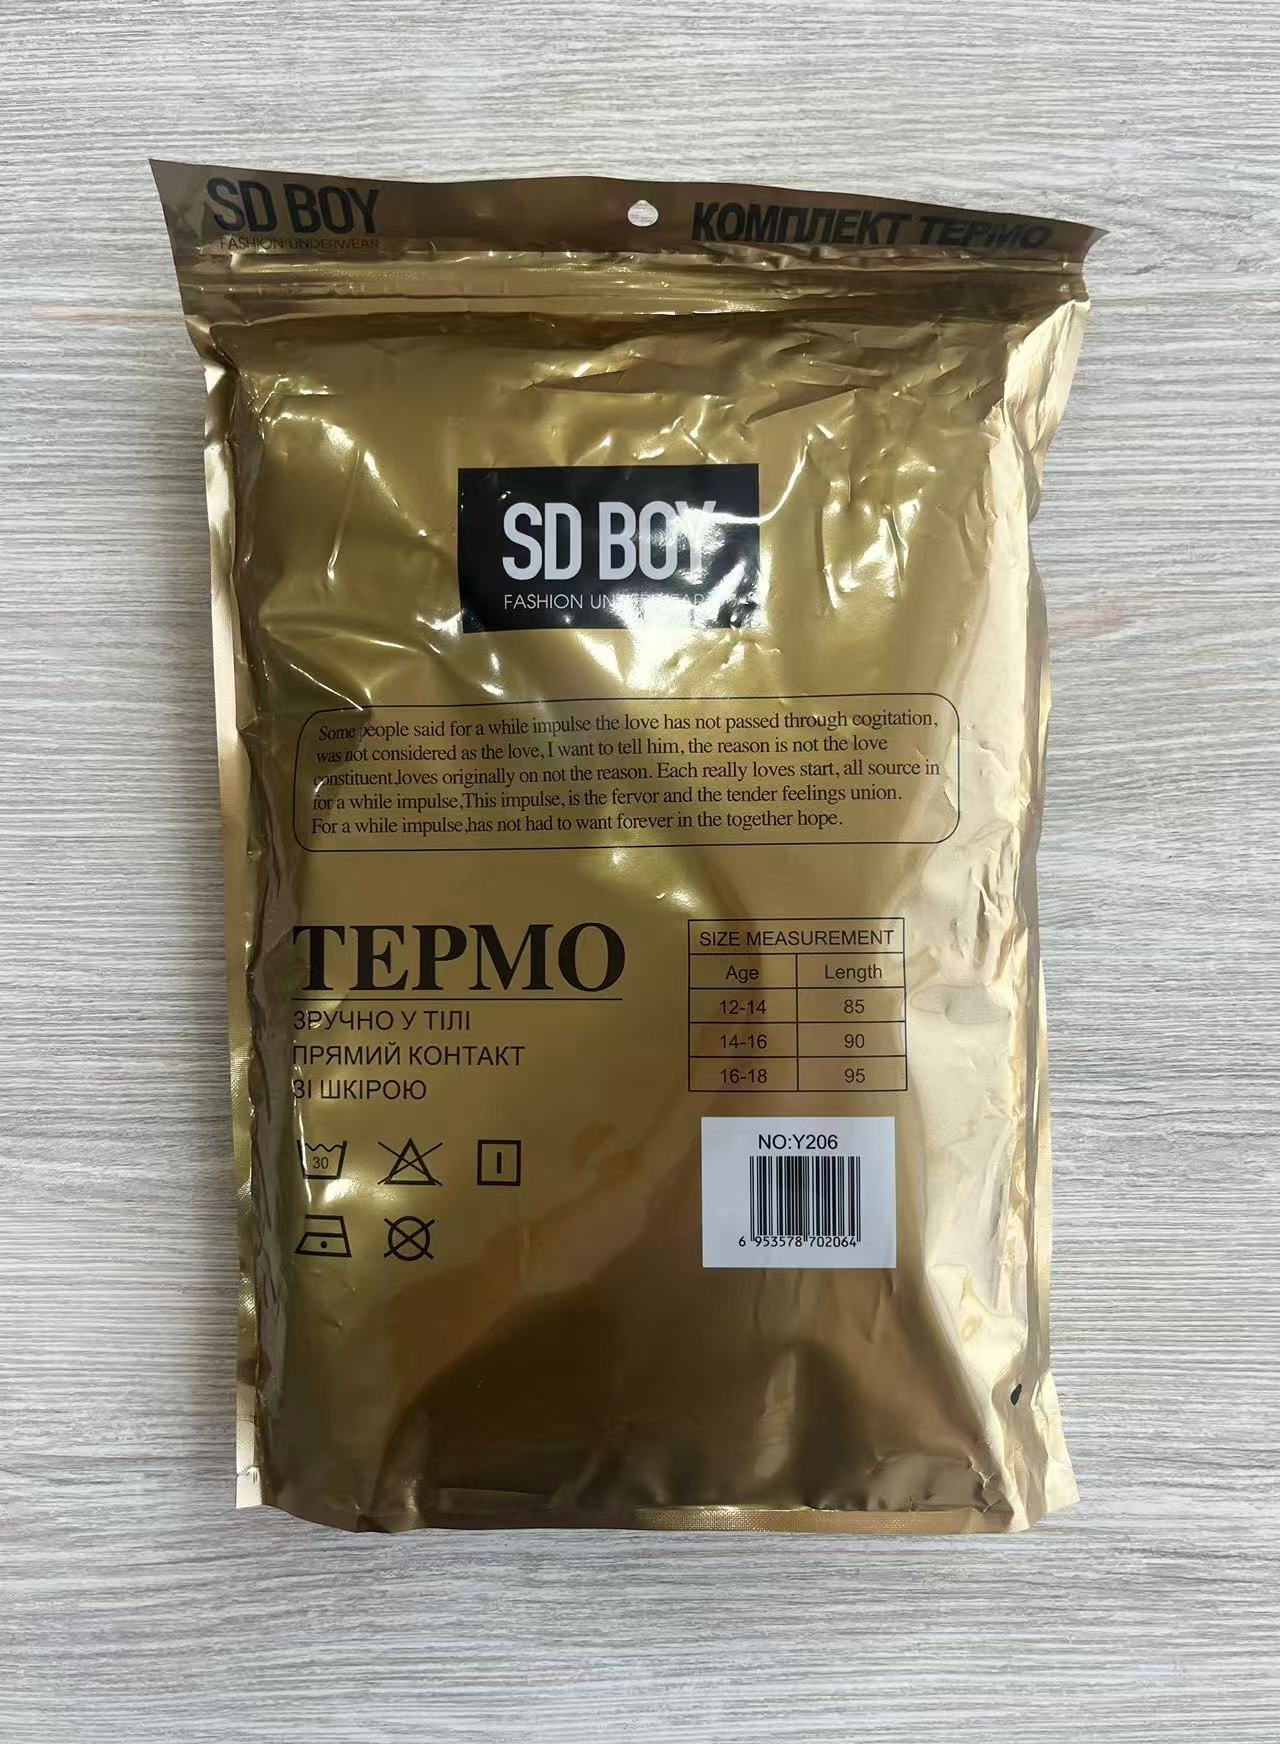 SD BOY
FASHION UNDERWEAR
КОМПЛЕКТ ТЕРМО
SD BOY
FASHION UNDERWEAR
Some people said for a while impulse the love has not passed through cogitation,
was not considered as the love, I want to tell him, the reason is not the love
constituent,loves originally on not the reason. Each really loves start, all source in
for a while impulse,This impulse, is the fervor and the tender feelings union.
For a while impulse,has not had to want forever in the together hope.
ТЕРМО
ЗРУЧНО У ТІЛІ
ПРЯМИЙ КОНТАКТ
ЗІ ШКІРОЮ
30
SIZE MEASUREMENT
Age Length
12-14 85
14-16 90
16-18 95
NO:Y206
6 953578 702064